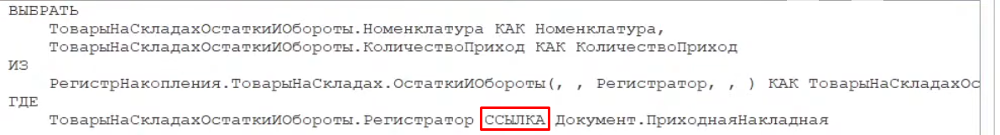 ВЫБРАТЬ
ТоварыНаСкладахОстаткиИОбороты.Номенклатура КАК Номенклатура,
ТоварыНаСкладахОстаткиИОбороты.КоличествоПриход КАК КоличествоПриход
ИЗ
РегистрНакопления.ТоварыНаСкладах.ОстаткиИОбороты(, , Регистратор, , ) КАК ТоварыНаСкладахОс
ГДЕ
ТоварыНаСкладахОстаткиИОбороты.Регистратор ССЫЛКА Документ.ПриходнаяНакладная